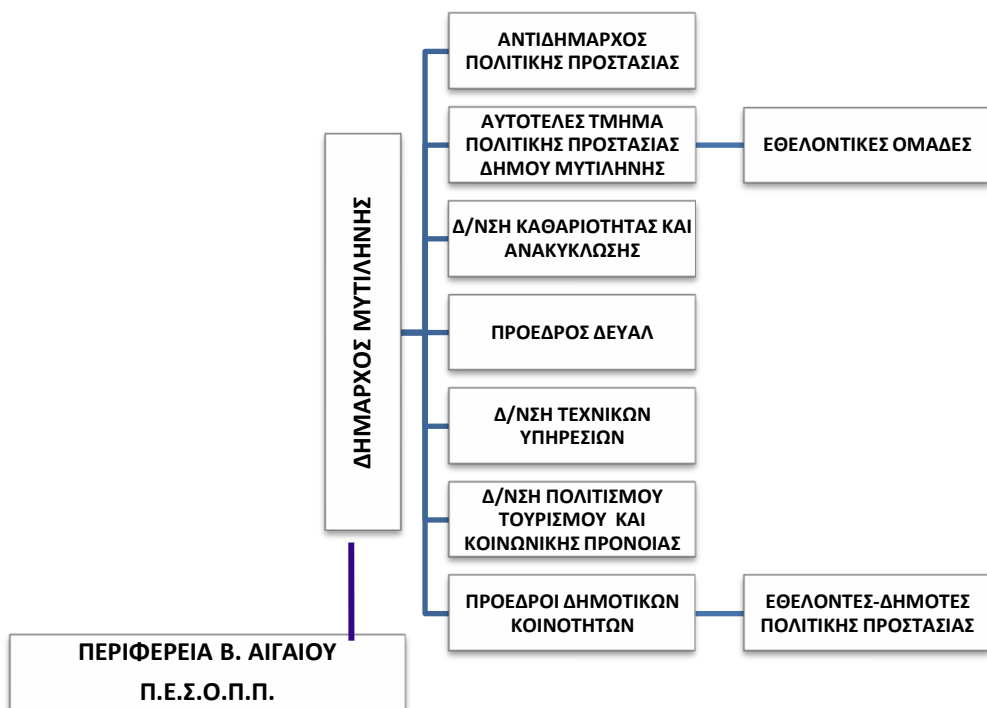 ΑΝΤΙΔΗΜΑΡΧΟΣ
ΠΟΛΙΤΙΚΗΣ ΠΡΟΣΤΑΣΙΑΣ
ΑΥΤΟΤΕΛΕΣ ΤΜΗΜΑ
ΠΟΛΙΤΙΚΗΣ ΠΡΟΣΤΑΣΙΑΣ
ΔΗΜΟΥ ΜΥΤΙΛΗΝΗΣ
ΕΘΕΛΟΝΤΙΚΕΣ ΟΜΑΔΕΣ
Δ/ΝΣΗ ΚΑΘΑΡΙΟΤΗΤΑΣ ΚΑΙ
ΑΝΑΚΥΚΛΩΣΗΣ
ΔΗΜΑΡΧΟΣ ΜΥΤΙΛΗΝΗΣ
ΠΡΟΕΔΡΟΣ ΔΕΥΑΛ
Δ/ΝΣΗ ΤΕΧΝΙΚΩΝ
ΥΠΗΡΕΣΙΩΝ
Δ/ΝΣΗ ΠΟΛΙΤΙΣΜΟΥ
ΤΟΥΡΙΣΜΟΥ ΚΑΙ
ΚΟΙΝΩΝΙΚΗΣ ΠΡΟΝΟΙΑΣ
ΠΡΟΕΔΡΟΙ ΔΗΜΟΤΙΚΩΝ
ΚΟΙΝΟΤΗΤΩΝ
ΕΘΕΛΟΝΤΕΣ-ΔΗΜΟΤΕΣ
ΠΟΛΙΤΙΚΗΣ ΠΡΟΣΤΑΣΙΑΣ
ΠΕΡΙΦΕΡΕΙΑ Β. ΑΙΓΑΙΟΥ
Π.Ε.Σ.Ο.Π.Π.